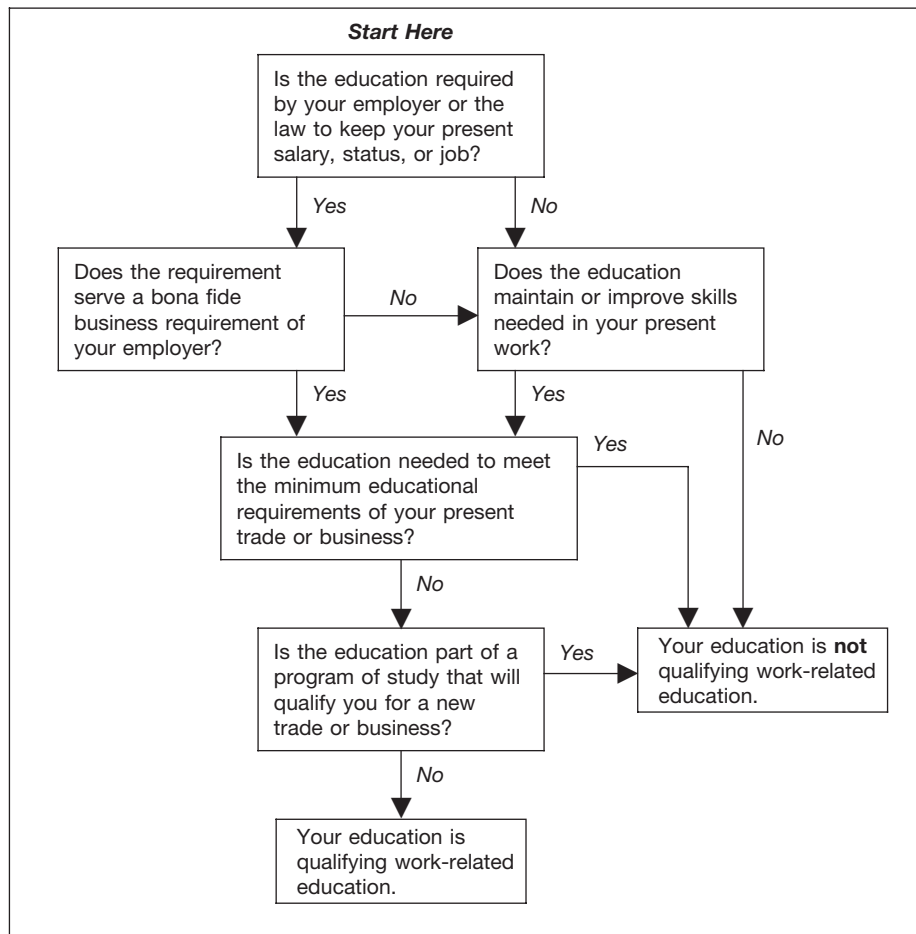 Start Here
Is the education required
by your employer or the
law to keep your present
salary, status, or job?
Yes
No
Does the requirement
serve a bona fide
business requirement of
your employer?
No
Does the education
maintain or improve skills
needed in your present
work?
Yes
Yes
No
Is the education needed to meet
the minimum educational
requirements of your present
trade or business?
Yes
No
Is the education part of a
program of study that will
qualify you for a new
trade or business?
Yes
Your education is not
qualifying work-related
education.
No
Your education is
qualifying work-related
education.